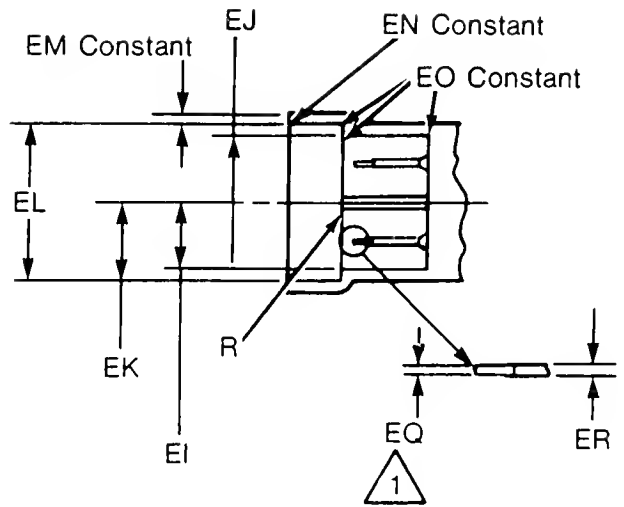 EJ
EN Constant
EM Constant
EO Constant
EL
R
EK
EI
EQ
ER
1